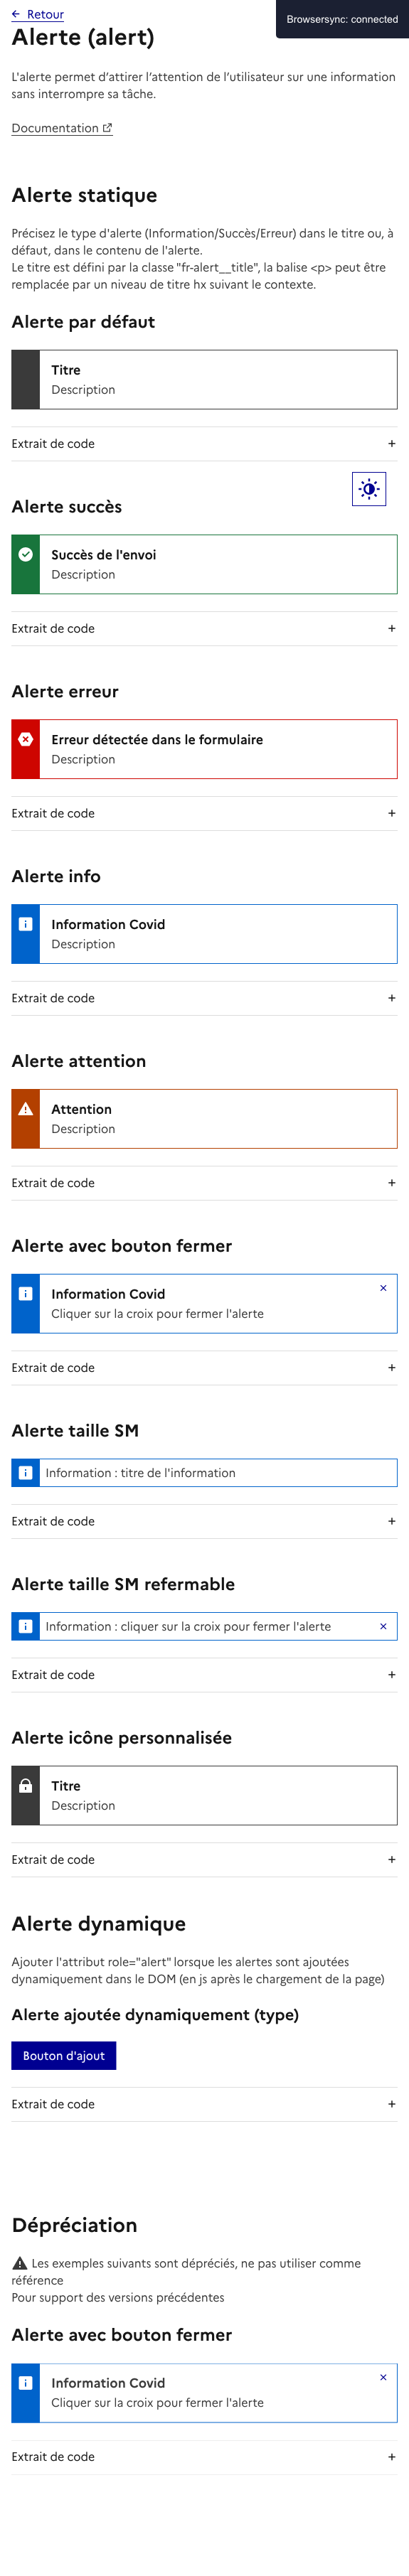 Retour
Browsersync: connected
Alerte (alert)
L'alerte permet d’attirer l’attention de l’utilisateur sur une information
sans interrompre sa tâche.
Documentation
Alerte statique
Précisez le type d'alerte (Information/Succès/Erreur) dans le titre ou, à
défaut, dans le contenu de l'alerte.
Le titre est défini par la classe "fr-alert__title", la balise <p> peut être
remplacée par un niveau de titre hx suivant le contexte.
Alerte par défaut
Titre
Description
Extrait de code
Alerte succès
Succès de l'envoi
Description
Extrait de code
Alerte erreur
Erreur détectée dans le formulaire
Description
Extrait de code
Alerte info
Information Covid
Description
Extrait de code
Alerte attention
Attention
Description
Extrait de code
Alerte avec bouton fermer
Information Covid
Cliquer sur la croix pour fermer l'alerte
Extrait de code
Alerte taille SM
Information : titre de l'information
Extrait de code
Alerte taille SM refermable
Information : cliquer sur la croix pour fermer l'alerte
Extrait de code
Alerte icône personnalisée
Titre
Description
Extrait de code
Alerte dynamique
Ajouter l'attribut role="alert" lorsque les alertes sont ajoutées
dynamiquement dans le DOM (en js après le chargement de la page)
Alerte ajoutée dynamiquement (type)
Bouton d'ajout
Extrait de code
Dépréciation
Les exemples suivants sont dépréciés, ne pas utiliser comme
référence
Pour support des versions précédentes
Alerte avec bouton fermer
Information Covid
Cliquer sur la croix pour fermer l'alerte
Extrait de code